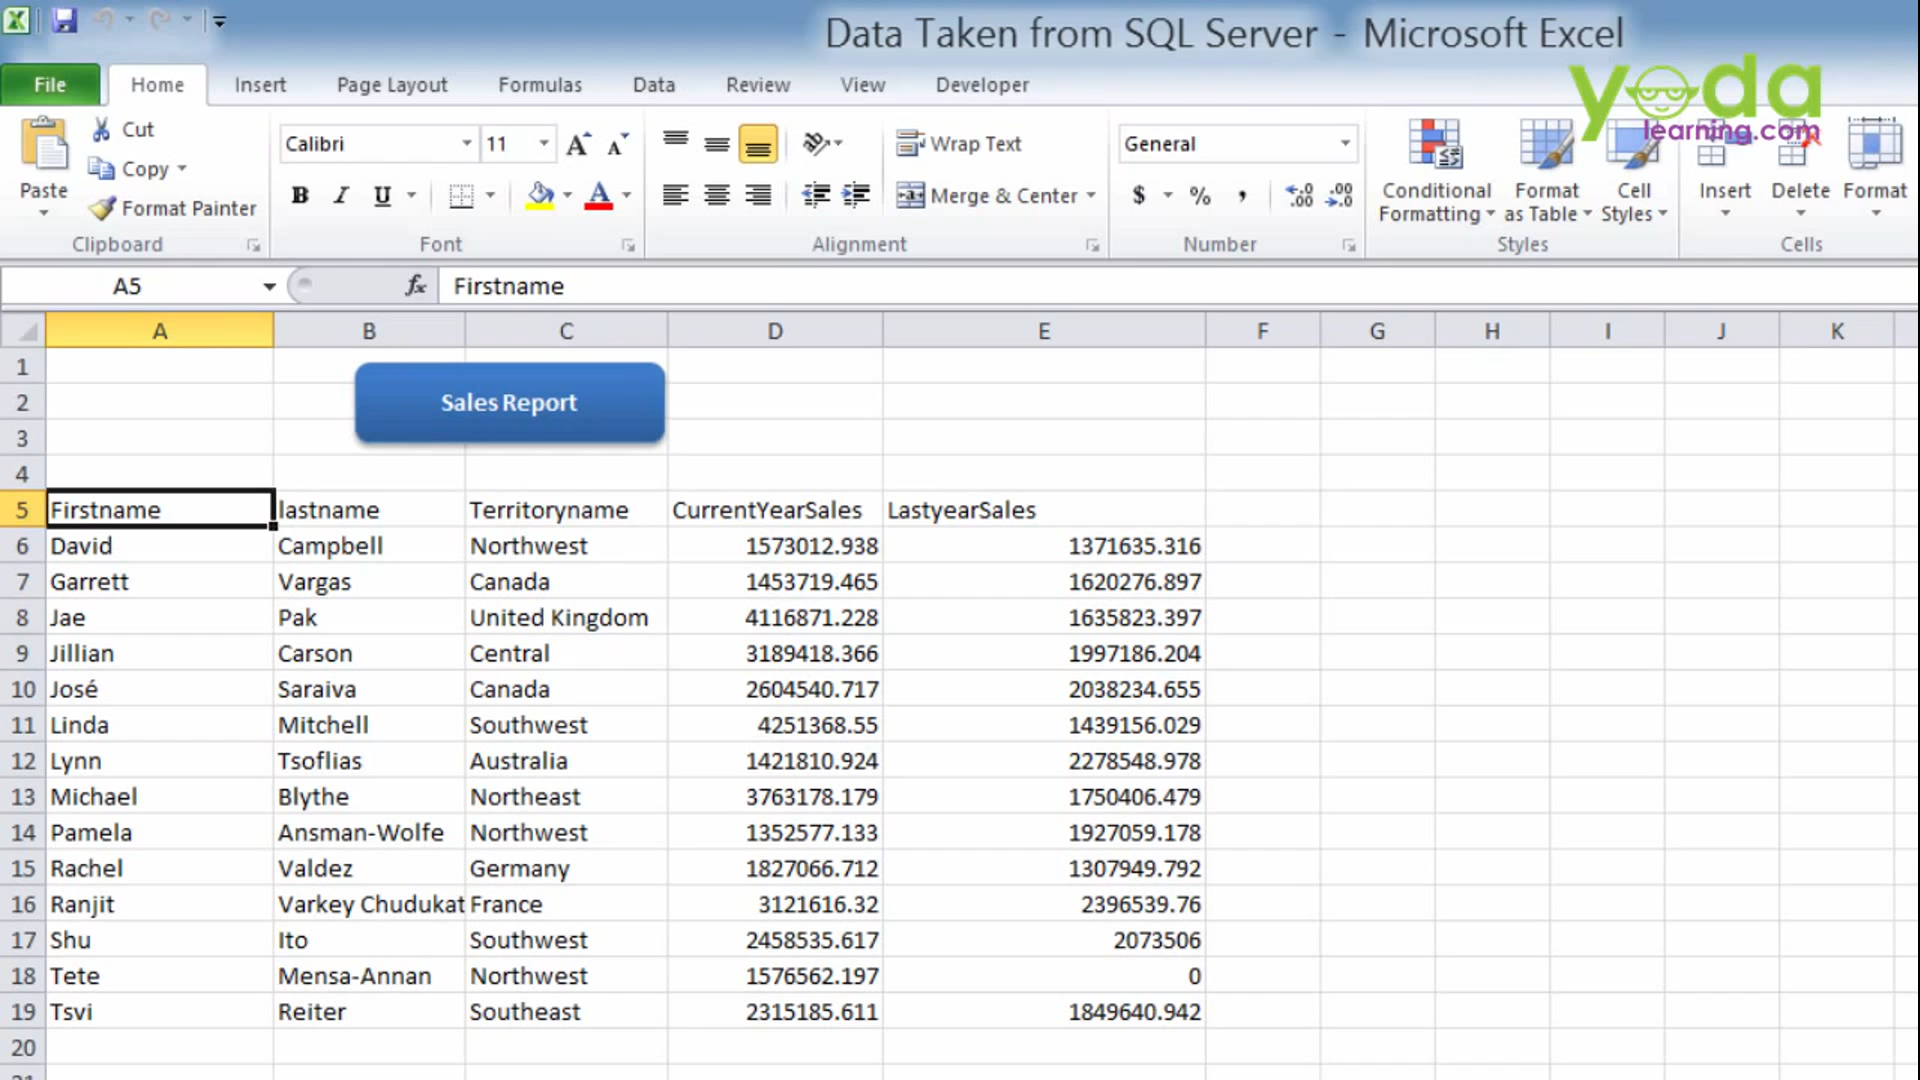 Data Taken from SQL Server - Microsoft Excel
yoda
learning.com
File Home Insert Page Layout Formulas Data Review View Developer
Paste Cut Copy Format Painter
Clipboard
Calibri 11
B I U A
Font
Wrap Text
Merge & Center
Alignment
General
$ % ,
Number
Conditional Formatting Format as Table Cell Styles
Styles
Insert Delete Format
Cells
A5 fx Firstname
A B C D E F G H I J K
1
2 Sales Report
3
4
5 Firstname lastname Territoryname CurrentYearSales LastyearSales
6 David Campbell Northwest 1573012.938 1371635.316
7 Garrett Vargas Canada 1453719.465 1620276.897
8 Jae Pak United Kingdom 4116871.228 1635823.397
9 Jillian Carson Central 3189418.366 1997186.204
10 José Saraiva Canada 2604540.717 2038234.655
11 Linda Mitchell Southwest 4251368.55 1439156.029
12 Lynn Tsoflias Australia 1421810.924 2278548.978
13 Michael Blythe Northeast 3763178.179 1750406.479
14 Pamela Ansman-Wolfe Northwest 1352577.133 1927059.178
15 Rachel Valdez Germany 1827066.712 1307949.792
16 Ranjit Varkey Chudukat France 3121616.32 2396539.76
17 Shu Ito Southwest 2458535.617 2073506
18 Tete Mensa-Annan Northwest 1576562.197 0
19 Tsvi Reiter Southeast 2315185.611 1849640.942
20